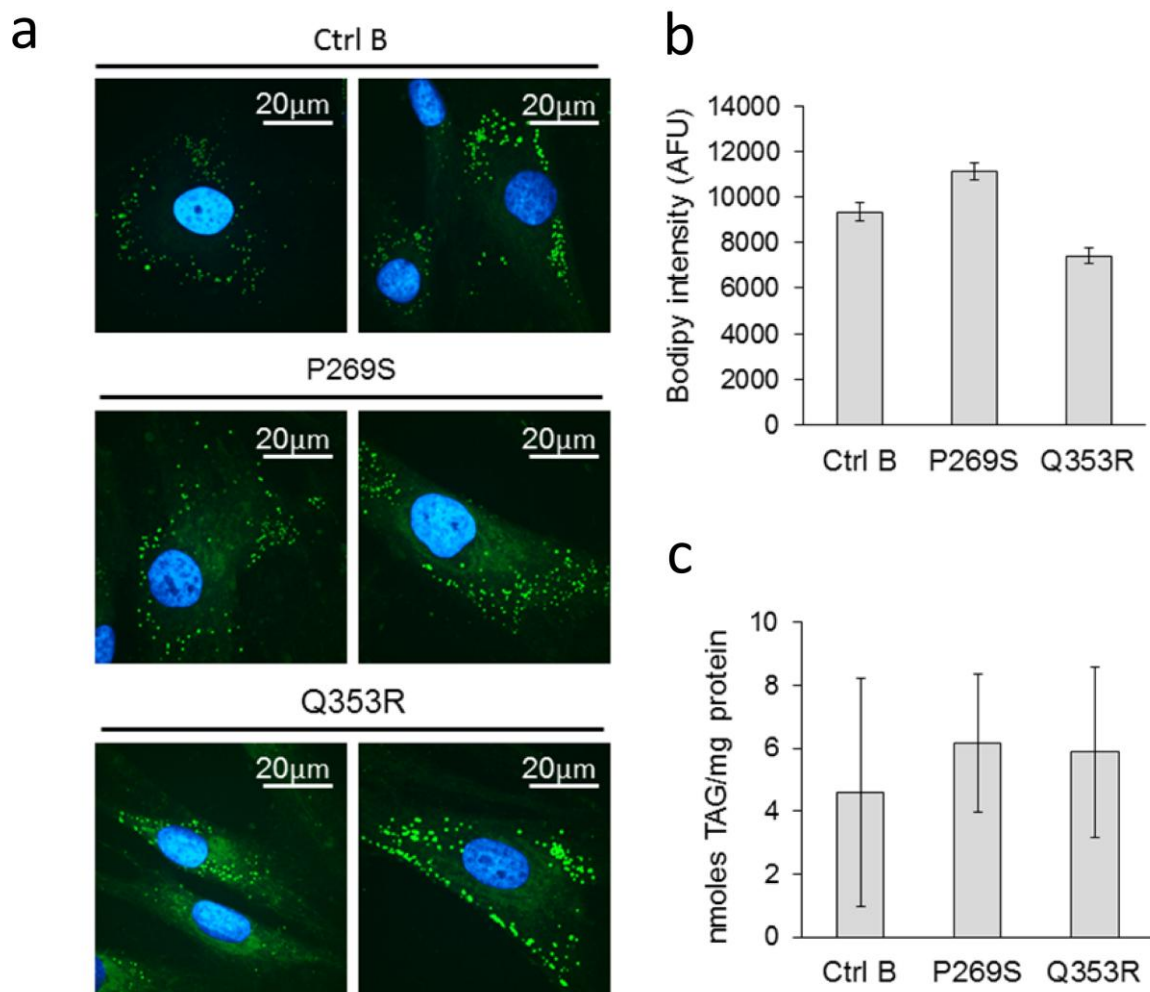 a
Ctrl B
20µm
20µm
P269S
20µm
20µm
Q353R
20µm
20µm
b
Bodipy intensity (AFU)
14000
12000
10000
8000
6000
4000
2000
0
Ctrl B P269S Q353R
c
nmoles TAG/mg protein
10
8
6
4
2
0
Ctrl B P269S Q353R